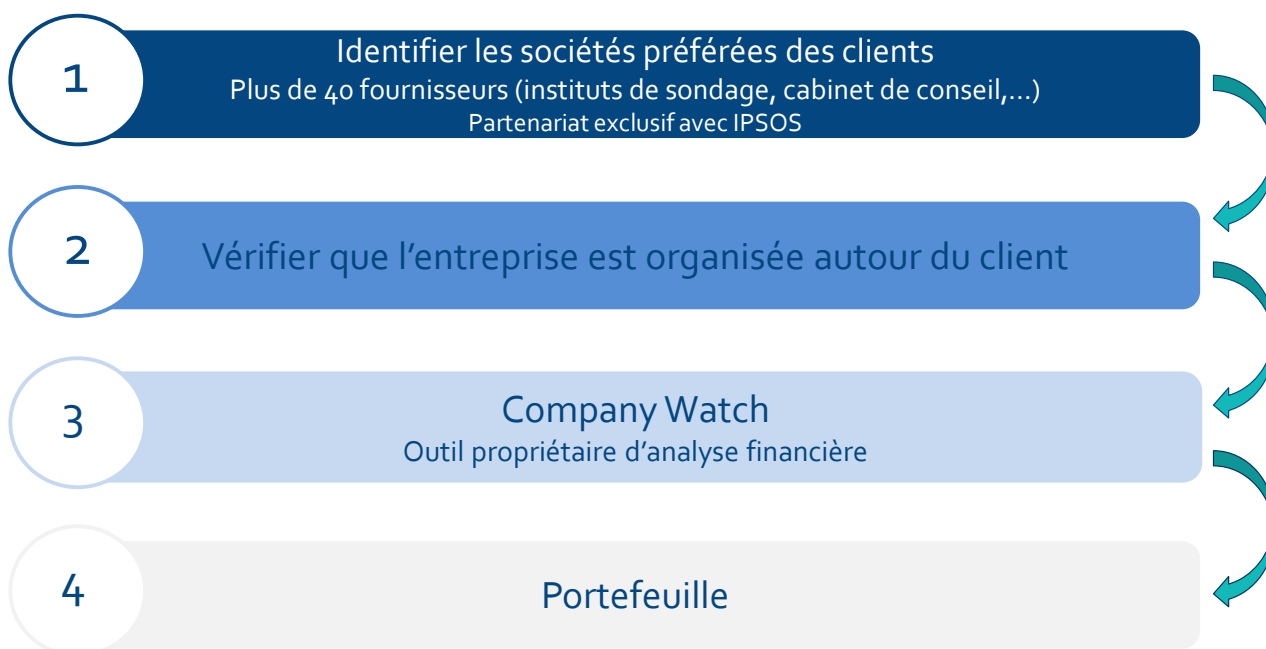 1
Identifier les sociétés préférées des clients
Plus de 40 fournisseurs (instituts de sondage, cabinet de conseil,...)
Partenariat exclusif avec IPSOS
2
Vérifier que l'entreprise est organisée autour du client
3
Company Watch
Outil propriétaire d'analyse financière
4
Portefeuille